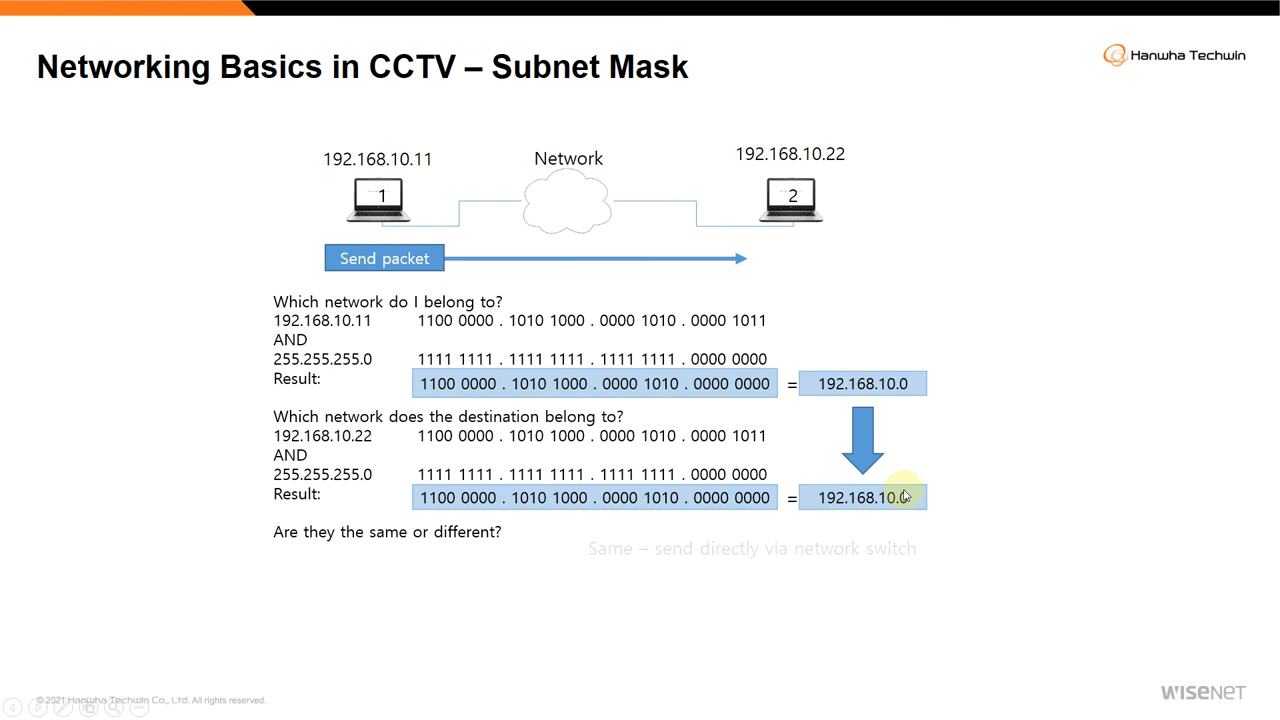 Networking Basics in CCTV – Subnet Mask
Hanwha Techwin
192.168.10.11
Network
192.168.10.22
1
2
Send packet
Which network do I belong to?
192.168.10.11 1100 0000 . 1010 1000 . 0000 1010 . 0000 1011
AND
255.255.255.0 1111 1111 . 1111 1111 . 1111 1111 . 0000 0000
Result: 1100 0000 . 1010 1000 . 0000 1010 . 0000 0000 = 192.168.10.0
Which network does the destination belong to?
192.168.10.22 1100 0000 . 1010 1000 . 0000 1010 . 0000 1011
AND
255.255.255.0 1111 1111 . 1111 1111 . 1111 1111 . 0000 0000
Result: 1100 0000 . 1010 1000 . 0000 1010 . 0000 0000 = 192.168.10.0
Are they the same or different?
Same – send directly via network switch
© 2021 Hanwha Techwin Co., Ltd. All rights reserved.
WISENET